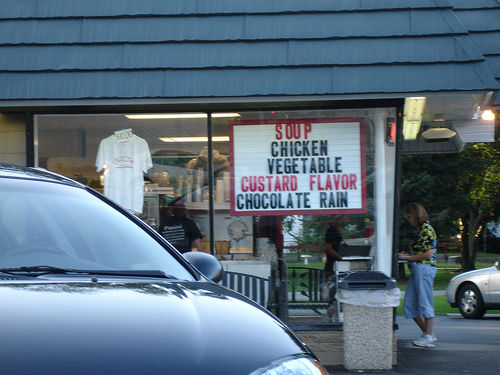 SOUP
CHICKEN
VEGETABLE
CUSTARD FLAVOR
CHOCOLATE RAIN